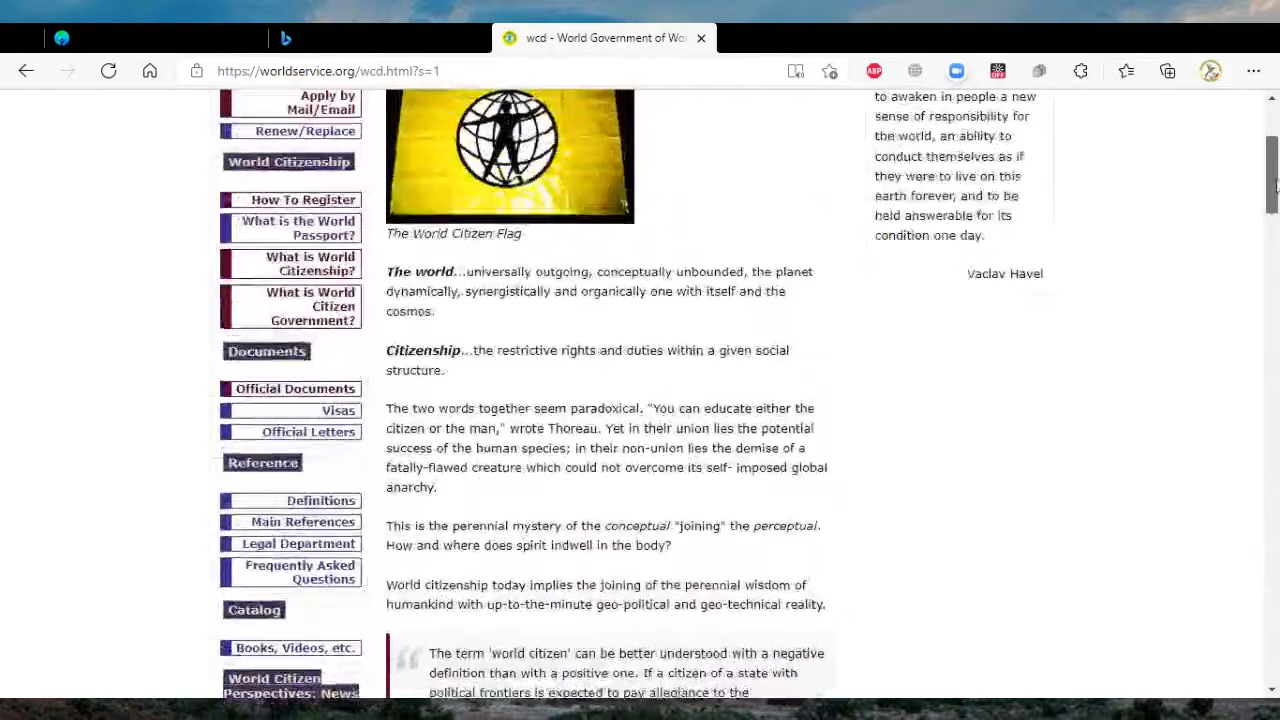 wcd - World Government of Wor
https://worldservice.org/wcd.html?s=1
ABP
OFF
Apply by
Mail/Email
Renew/Replace
World Citizenship
How To Register
What is the World
Passport?
What is World
Citizenship?
What is World
Citizen
Government?
Documents
Official Documents
Visas
Official Letters
Reference
Definitions
Main References
Legal Department
Frequently Asked
Questions
Catalog
Books, Videos, etc.
World Citizen
Perspectives: News
The World Citizen Flag
The world...universally outgoing, conceptually unbounded, the planet
dynamically, synergistically and organically one with itself and the
cosmos.
Citizenship...the restrictive rights and duties within a given social
structure.
The two words together seem paradoxical. "You can educate either the
citizen or the man," wrote Thoreau. Yet in their union lies the potential
success of the human species; in their non-union lies the demise of a
fatally-flawed creature which could not overcome its self- imposed global
anarchy.
This is the perennial mystery of the conceptual "joining" the perceptual.
How and where does spirit indwell in the body?
World citizenship today implies the joining of the perennial wisdom of
humankind with up-to-the-minute geo-political and geo-technical reality.
The term 'world citizen' can be better understood with a negative
definition than with a positive one. If a citizen of a state with
political frontiers is expected to pay allegiance to the
to awaken in people a new
sense of responsibility for
the world, an ability to
conduct themselves as if
they were to live on this
earth forever, and to be
held answerable for its
condition one day.
Vaclav Havel